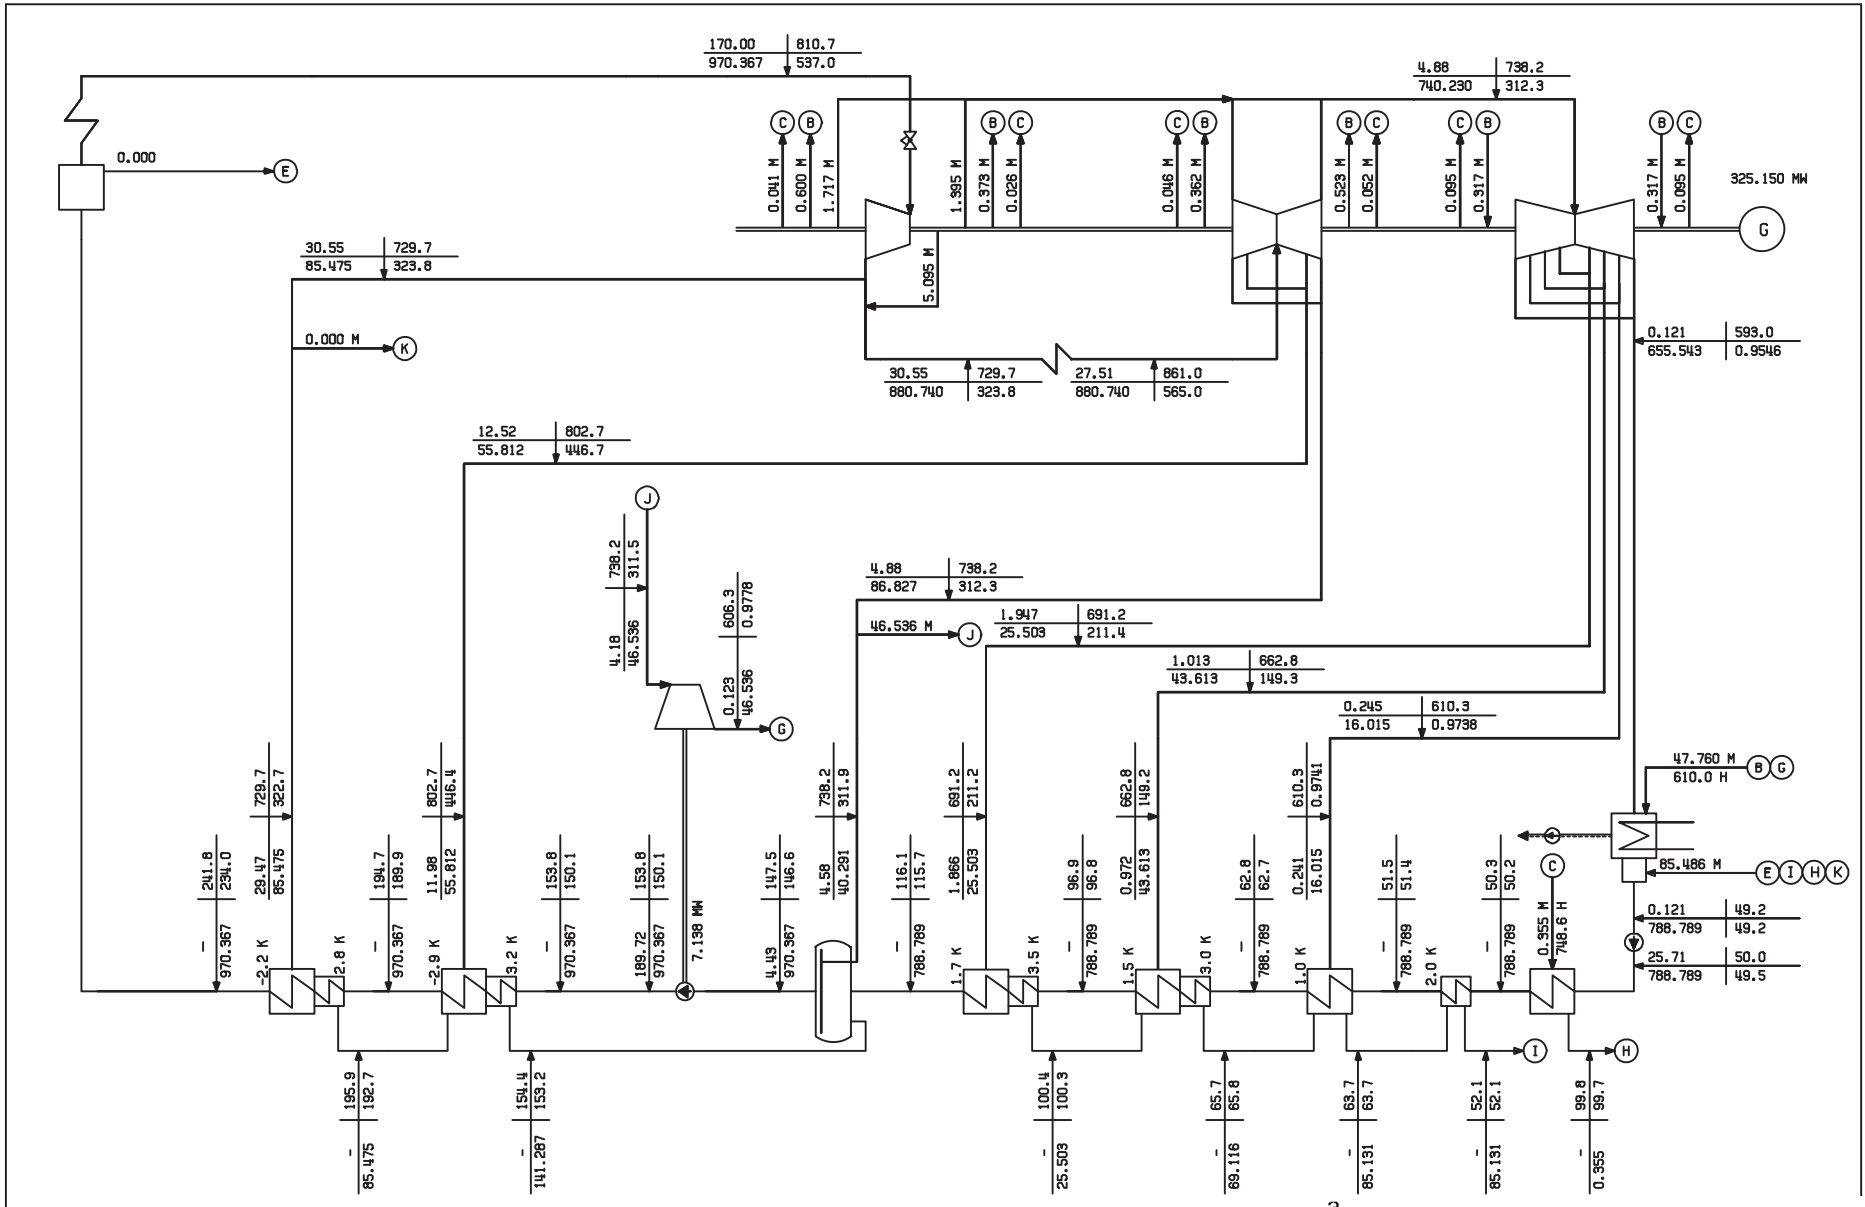 170.00 810.7
970.367 537.0
4.88 738.2
740.230 312.3
C B
0.041 M
0.600 M
1.717 M
1.395 M
B C
0.373 M
0.026 M
C B
0.046 M
0.362 M
B C
0.523 M
0.052 M
C B
0.095 M
0.317 M
B C
0.317 M
0.095 M
325.150 MW
G
0.000
E
30.55 729.7
85.475 323.8
5.095 M
0.000 M
K
30.55 729.7
880.740 323.8
27.51 861.0
880.740 565.0
0.121 593.0
655.543 0.9546
12.52 802.7
55.812 446.7
J
738.2
311.5
4.18
46.536
606.3
0.9778
0.123
46.536
G
4.88 738.2
86.827 312.3
46.536 M
J
1.947 691.2
25.503 211.4
1.013 662.8
43.613 149.3
0.245 610.3
16.015 0.9738
47.760 M
610.0 H
B G
85.486 M
E I H K
C
0.355 M
748.6 H
0.121 49.2
788.789 49.2
25.71 50.0
788.789 49.5
241.8
234.0
–
970.367
729.7
322.7
29.47
85.475
-2.2 K
2.8 K
194.7
189.9
–
970.367
802.7
446.4
11.98
55.812
-2.9 K
3.2 K
153.8
150.1
–
970.367
153.8
150.1
189.72
970.367
7.138 MW
147.5
146.6
4.43
970.367
738.2
311.9
4.58
40.291
116.1
115.7
–
788.789
691.2
211.2
1.866
25.503
1.7 K
3.5 K
96.9
96.8
–
788.789
662.8
149.2
0.972
43.613
1.5 K
3.0 K
62.8
62.7
–
788.789
610.3
0.9741
0.241
16.015
1.0 K
51.5
51.4
–
788.789
2.0 K
50.3
50.2
–
788.789
195.9
192.7
–
85.475
154.4
153.2
–
141.287
100.4
100.3
–
25.503
65.7
65.8
–
69.116
63.7
63.7
–
85.131
52.1
52.1
–
85.131
I
99.8
99.7
–
0.355
H